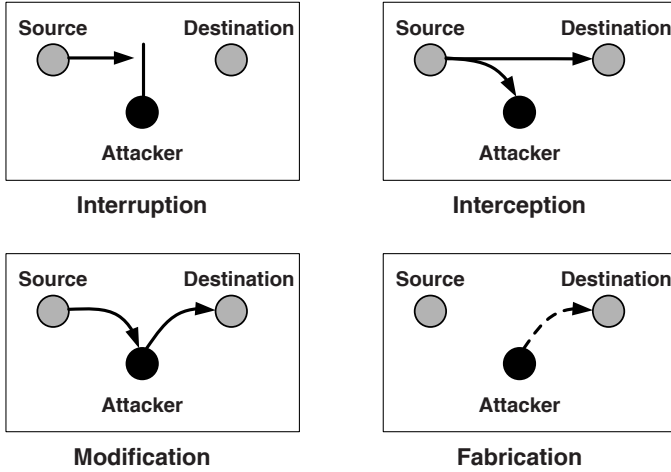 Source Destination
Attacker
Interruption
Source Destination
Attacker
Interception
Source Destination
Attacker
Modification
Source Destination
Attacker
Fabrication